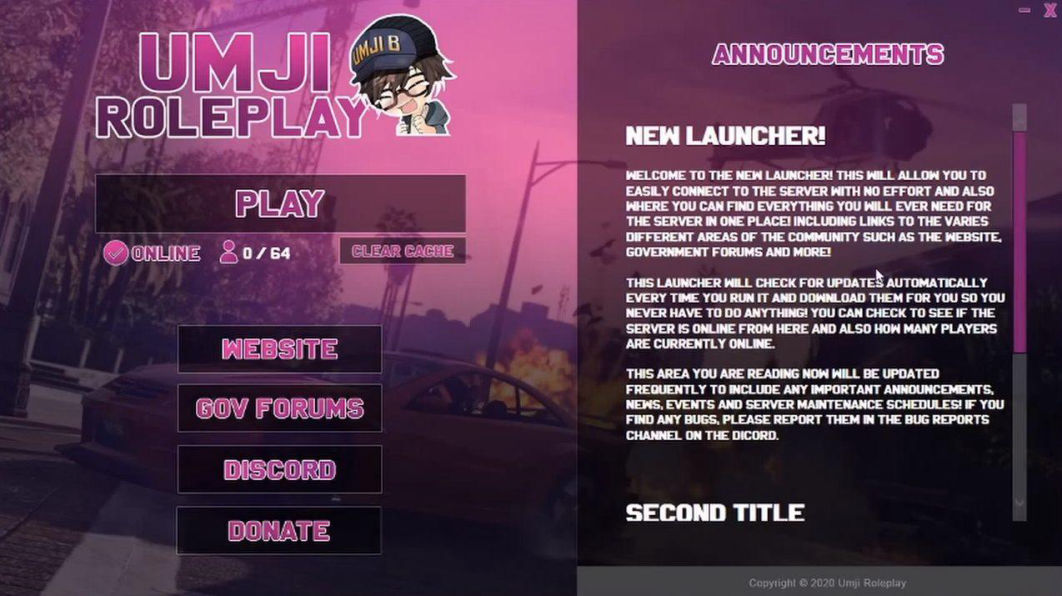 UMJI
ROLEPLAY
UMJI B
PLAY
ONLINE
0 / 64
CLEAR CACHE
WEBSITE
GOV FORUMS
DISCORD
DONATE
– X
ANNOUNCEMENTS
NEW LAUNCHER!
WELCOME TO THE NEW LAUNCHER! THIS WILL ALLOW YOU TO
EASILY CONNECT TO THE SERVER WITH NO EFFORT AND ALSO
WHERE YOU CAN FIND EVERYTHING YOU WILL EVER NEED FOR
THE SERVER IN ONE PLACE! INCLUDING LINKS TO THE VARIES
DIFFERENT AREAS OF THE COMMUNITY SUCH AS THE WEBSITE,
GOVERNMENT FORUMS AND MORE!
THIS LAUNCHER WILL CHECK FOR UPDATES AUTOMATICALLY
EVERY TIME YOU RUN IT AND DOWNLOAD THEM FOR YOU SO YOU
NEVER HAVE TO DO ANYTHING! YOU CAN CHECK TO SEE IF THE
SERVER IS ONLINE FROM HERE AND ALSO HOW MANY PLAYERS
ARE CURRENTLY ONLINE.
THIS AREA YOU ARE READING NOW WILL BE UPDATED
FREQUENTLY TO INCLUDE ANY IMPORTANT ANNOUNCEMENTS,
NEWS, EVENTS AND SERVER MAINTENANCE SCHEDULES! IF YOU
FIND ANY BUGS, PLEASE REPORT THEM IN THE BUG REPORTS
CHANNEL ON THE DICORD.
SECOND TITLE
Copyright © 2020 Umji Roleplay